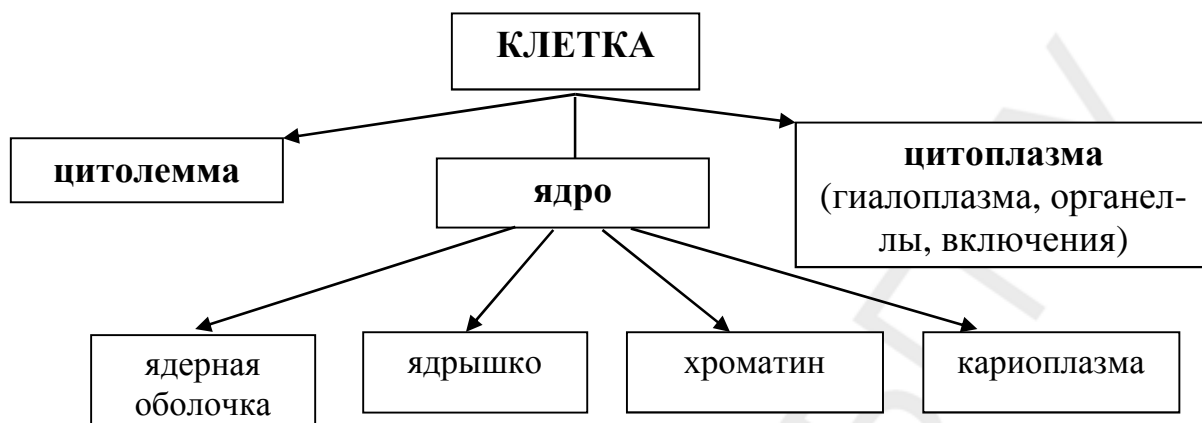 КЛЕТКА
цитолемма
ядро
цитоплазма
(гиалоплазма, органел-
лы, включения)
ядерная
оболочка
ядрышко
хроматин
кариоплазма